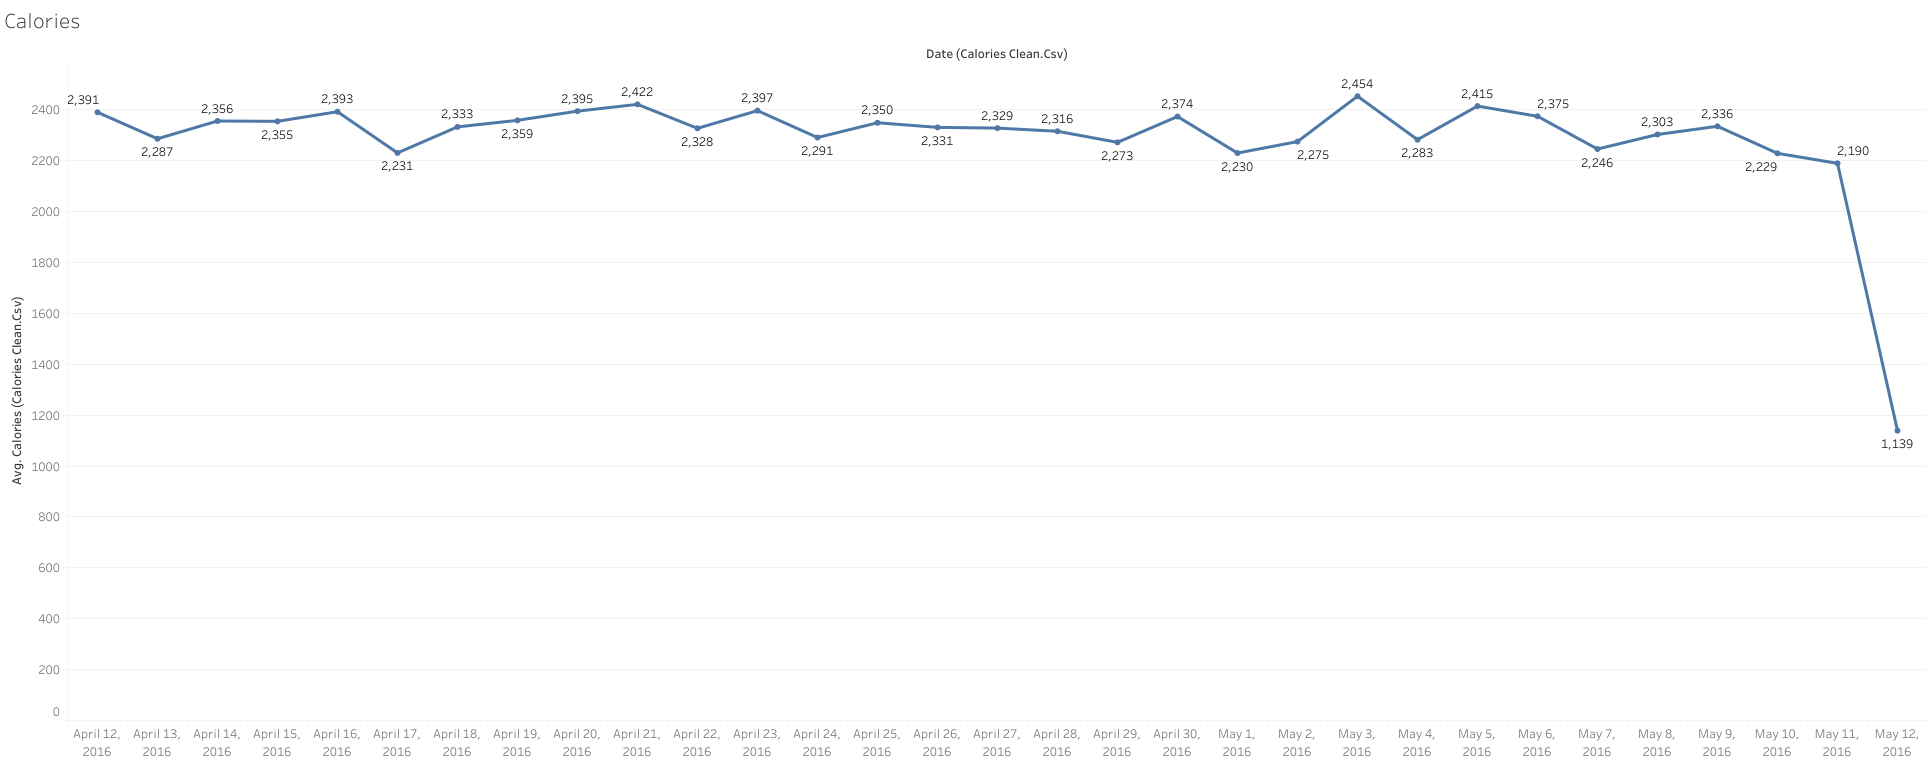 Calories
Date (Calories Clean.Csv)
Avg. Calories (Calories Clean.Csv)
2400
2200
2000
1800
1600
1400
1200
1000
800
600
400
200
0
2,391
2,287
2,356
2,355
2,393
2,231
2,333
2,359
2,395
2,422
2,328
2,397
2,291
2,350
2,331
2,329
2,316
2,273
2,374
2,230
2,275
2,454
2,283
2,415
2,375
2,246
2,303
2,336
2,229
2,190
1,139
April 12,
2016
April 13,
2016
April 14,
2016
April 15,
2016
April 16,
2016
April 17,
2016
April 18,
2016
April 19,
2016
April 20,
2016
April 21,
2016
April 22,
2016
April 23,
2016
April 24,
2016
April 25,
2016
April 26,
2016
April 27,
2016
April 28,
2016
April 29,
2016
April 30,
2016
May 1,
2016
May 2,
2016
May 3,
2016
May 4,
2016
May 5,
2016
May 6,
2016
May 7,
2016
May 8,
2016
May 9,
2016
May 10,
2016
May 11,
2016
May 12,
2016